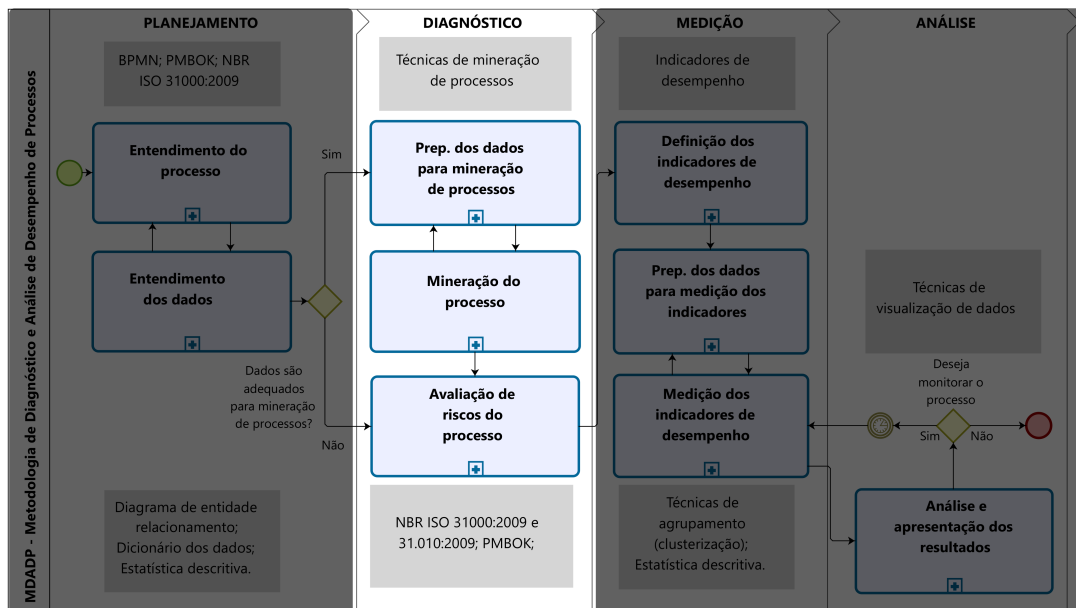 MDADP - Metodologia de Diagnóstico e Análise de Desempenho de Processos
PLANEJAMENTO
BPMN; PMBOK; NBR
ISO 31000:2009
Entendimento do
processo
Entendimento
dos dados
Sim
Dados são
adequados
para mineração
de processos?
Não
Diagrama de entidade
relacionamento;
Dicionário dos dados;
Estatística descritiva.
DIAGNÓSTICO
Técnicas de mineração
de processos
Prep. dos dados
para mineração
de processos
Mineração do
processo
Avaliação de
riscos do
processo
NBR ISO 31000:2009 e
31.010:2009; PMBOK;
MEDIÇÃO
Indicadores de
desempenho
Definição dos
indicadores de
desempenho
Prep. dos dados
para medição dos
indicadores
Medição dos
indicadores de
desempenho
Técnicas de
agrupamento
(clusterização);
Estatística descritiva.
ANÁLISE
Técnicas de
visualização de dados
Deseja
monitorar o
processo
Sim
Não
Análise e
apresentação dos
resultados